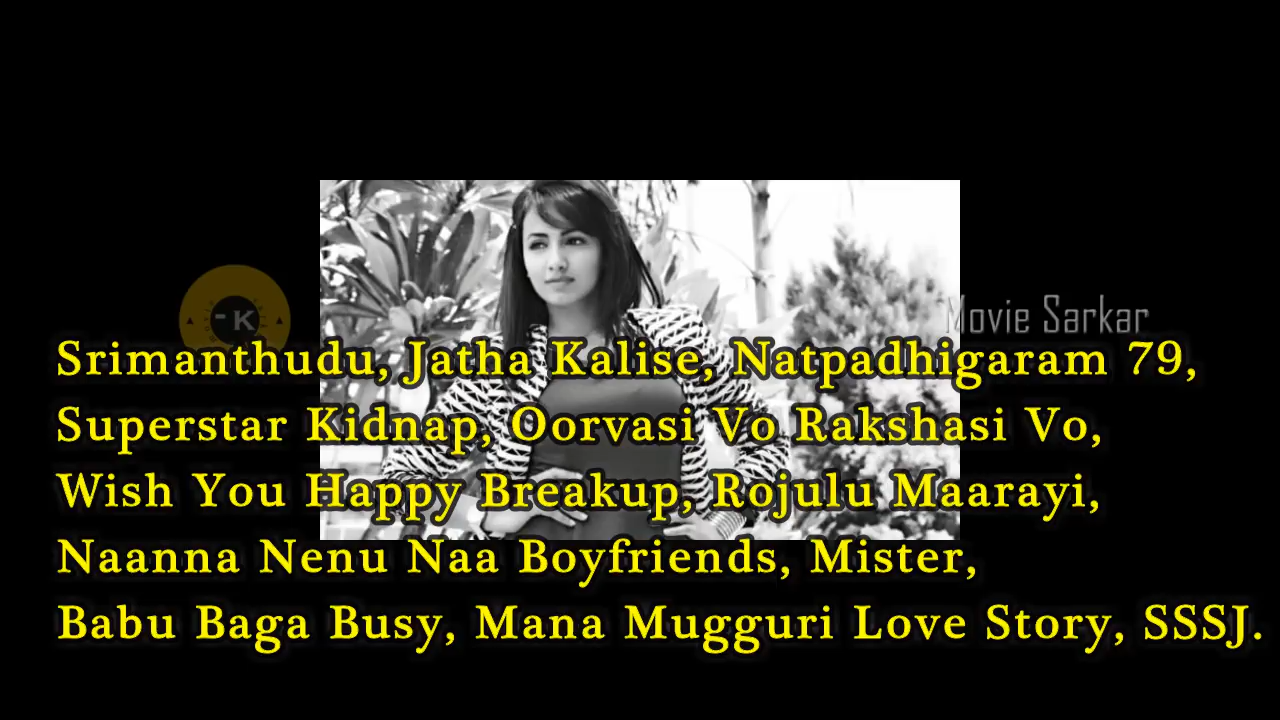 -K
Movie Sarkar
Srimanthudu, Jatha Kalise, Natpadhigaram 79,
Superstar Kidnap, Oorvasi Vo Rakshasi Vo,
Wish You Happy Breakup, Rojulu Maarayi,
Naanna Nenu Naa Boyfriends, Mister,
Babu Baga Busy, Mana Mugguri Love Story, SSSJ.